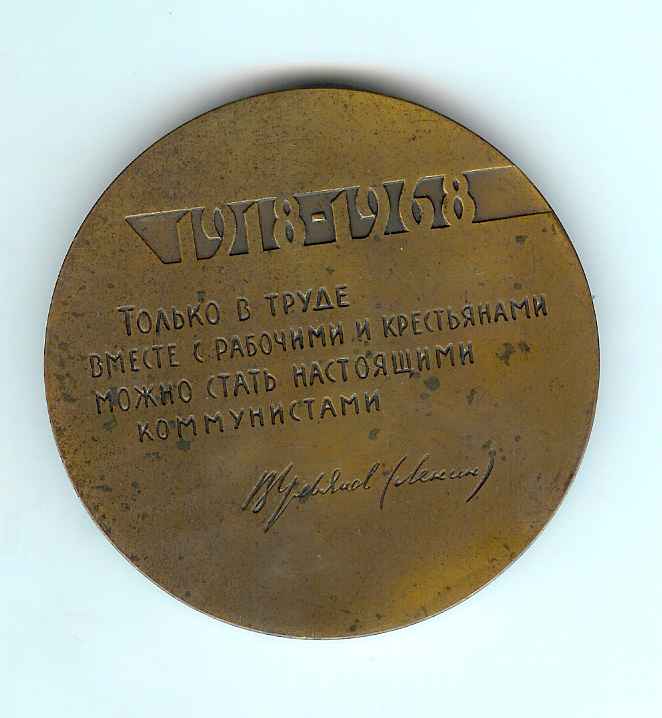 1918-1968
Только в труде
вместе с рабочими и крестьянами
можно стать настоящими
коммунистами
В Ульянов (Ленин)